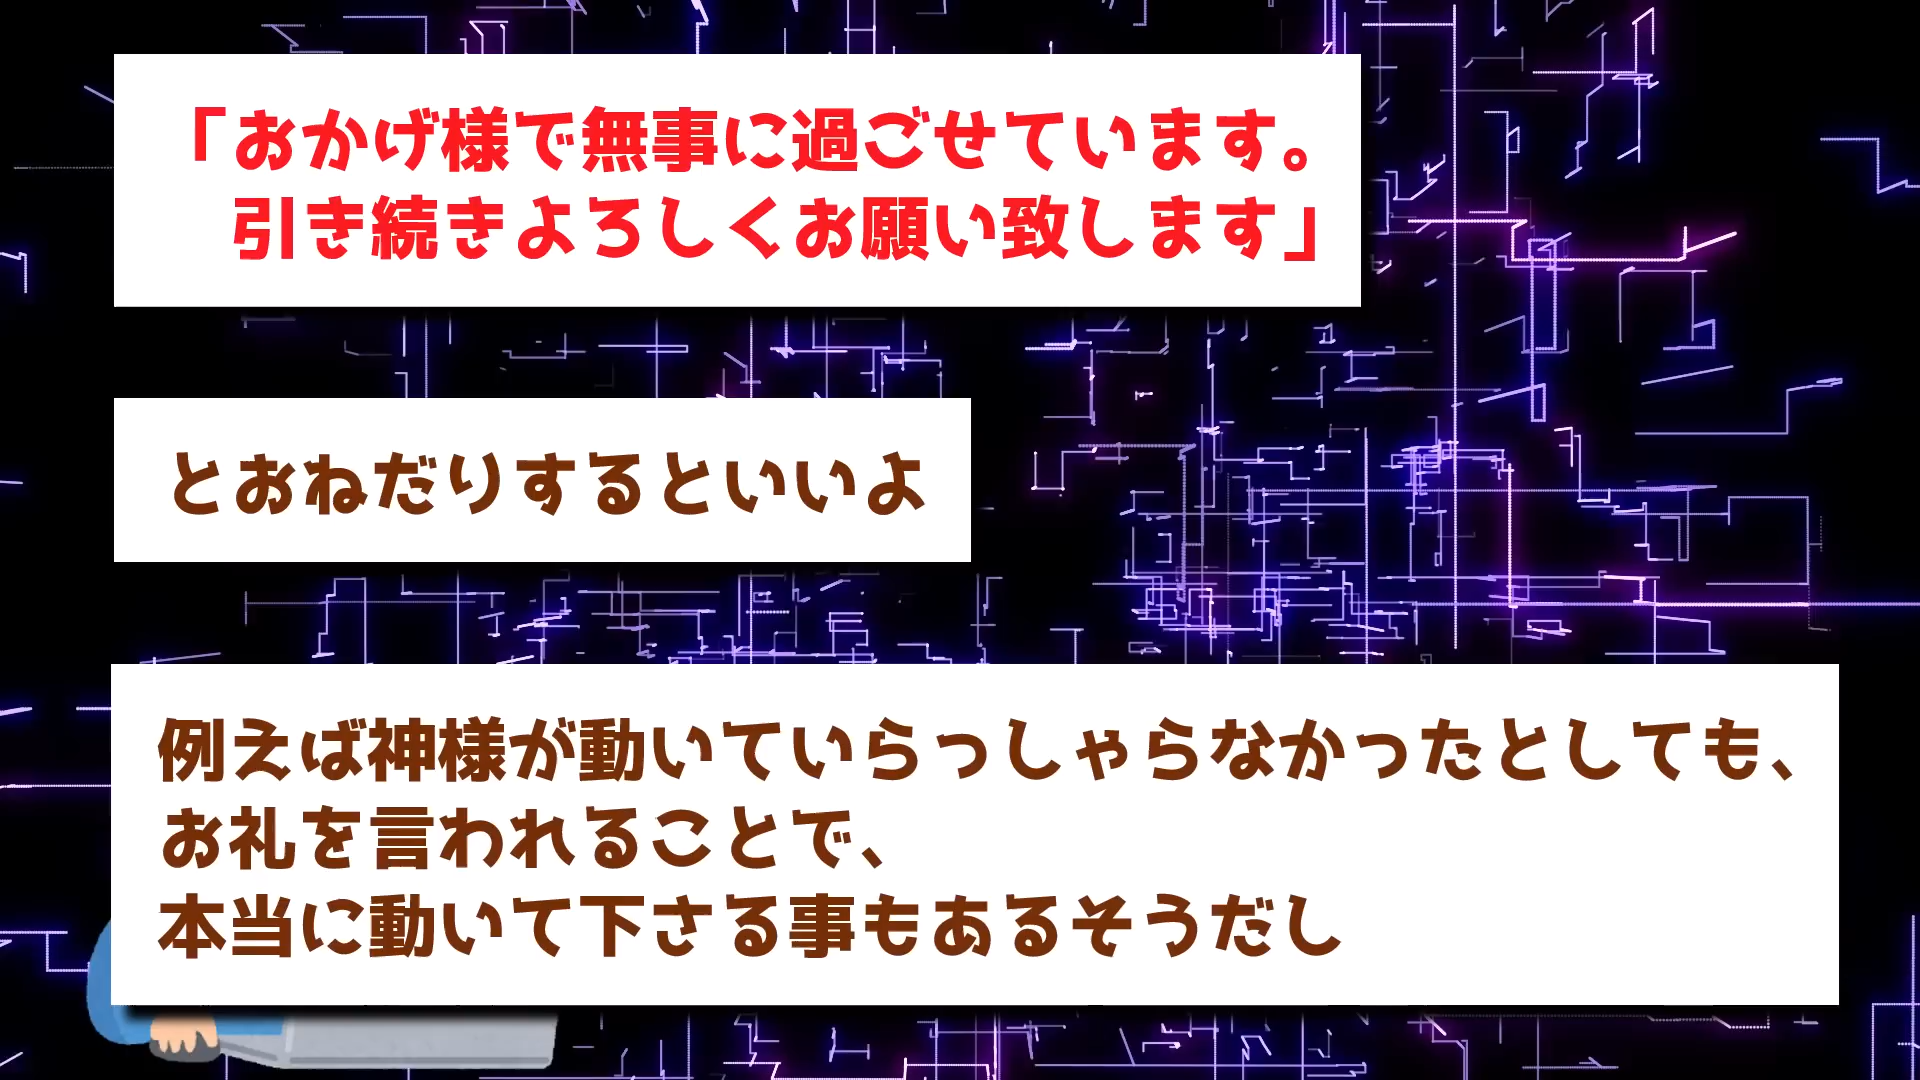 「おかげ様で無事に過ごせています。
引き続きよろしくお願い致します」
とおねだりするといいよ
例えば神様が動いていらっしゃらなかったとしても、
お礼を言われることで、
本当に動いて下さる事もあるそうだし